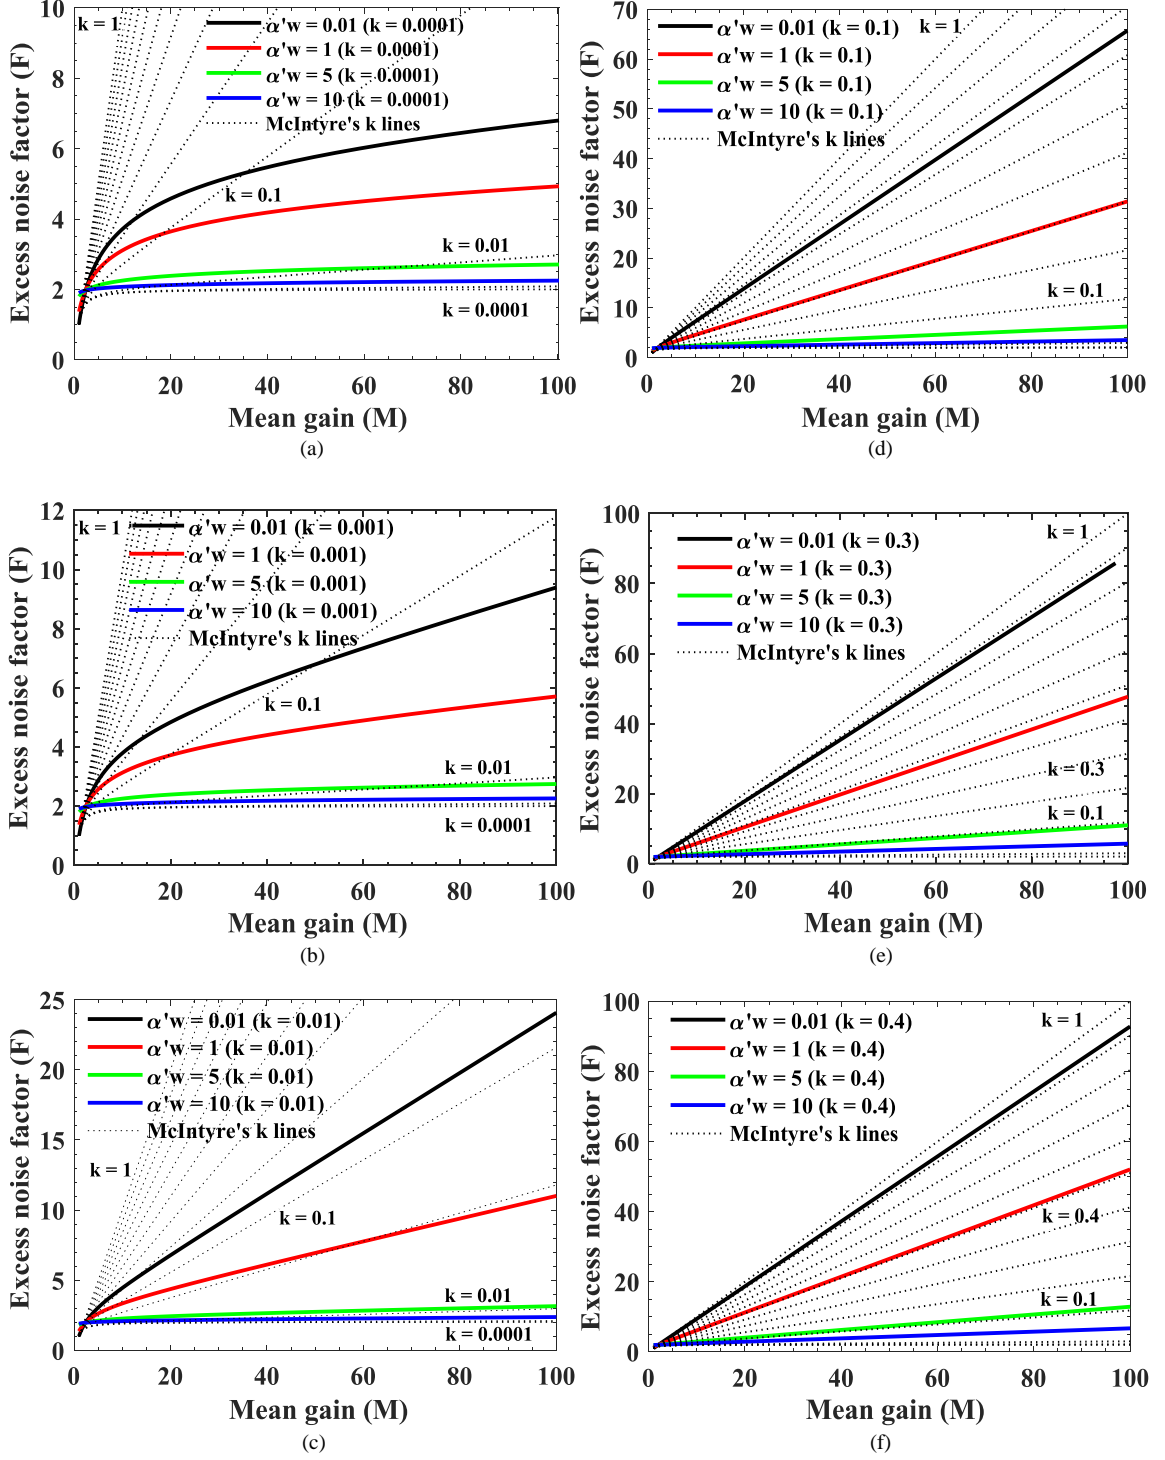 Excess noise factor (F)
10
8
6
4
2
0
k = 1
α'w = 0.01 (k = 0.0001)
α'w = 1 (k = 0.0001)
α'w = 5 (k = 0.0001)
α'w = 10 (k = 0.0001)
McIntyre's k lines
k = 0.1
k = 0.01
k = 0.0001
0 20 40 60 80 100
Mean gain (M)
(a)
Excess noise factor (F)
70
60
50
40
30
20
10
0
α'w = 0.01 (k = 0.1)
α'w = 1 (k = 0.1)
α'w = 5 (k = 0.1)
α'w = 10 (k = 0.1)
McIntyre's k lines
k = 1
k = 0.1
0 20 40 60 80 100
Mean gain (M)
(d)
Excess noise factor (F)
12
10
8
6
4
2
0
k = 1
α'w = 0.01 (k = 0.001)
α'w = 1 (k = 0.001)
α'w = 5 (k = 0.001)
α'w = 10 (k = 0.001)
McIntyre's k lines
k = 0.1
k = 0.01
k = 0.0001
0 20 40 60 80 100
Mean gain (M)
(b)
Excess noise factor (F)
100
80
60
40
20
0
α'w = 0.01 (k = 0.3)
α'w = 1 (k = 0.3)
α'w = 5 (k = 0.3)
α'w = 10 (k = 0.3)
McIntyre's k lines
k = 1
k = 0.3
k = 0.1
0 20 40 60 80 100
Mean gain (M)
(e)
Excess noise factor (F)
25
20
15
10
5
0
α'w = 0.01 (k = 0.01)
α'w = 1 (k = 0.01)
α'w = 5 (k = 0.01)
α'w = 10 (k = 0.01)
McIntyre's k lines
k = 1
k = 0.1
k = 0.01
k = 0.0001
0 20 40 60 80 100
Mean gain (M)
(c)
Excess noise factor (F)
100
80
60
40
20
0
α'w = 0.01 (k = 0.4)
α'w = 1 (k = 0.4)
α'w = 5 (k = 0.4)
α'w = 10 (k = 0.4)
McIntyre's k lines
k = 1
k = 0.4
k = 0.1
0 20 40 60 80 100
Mean gain (M)
(f)